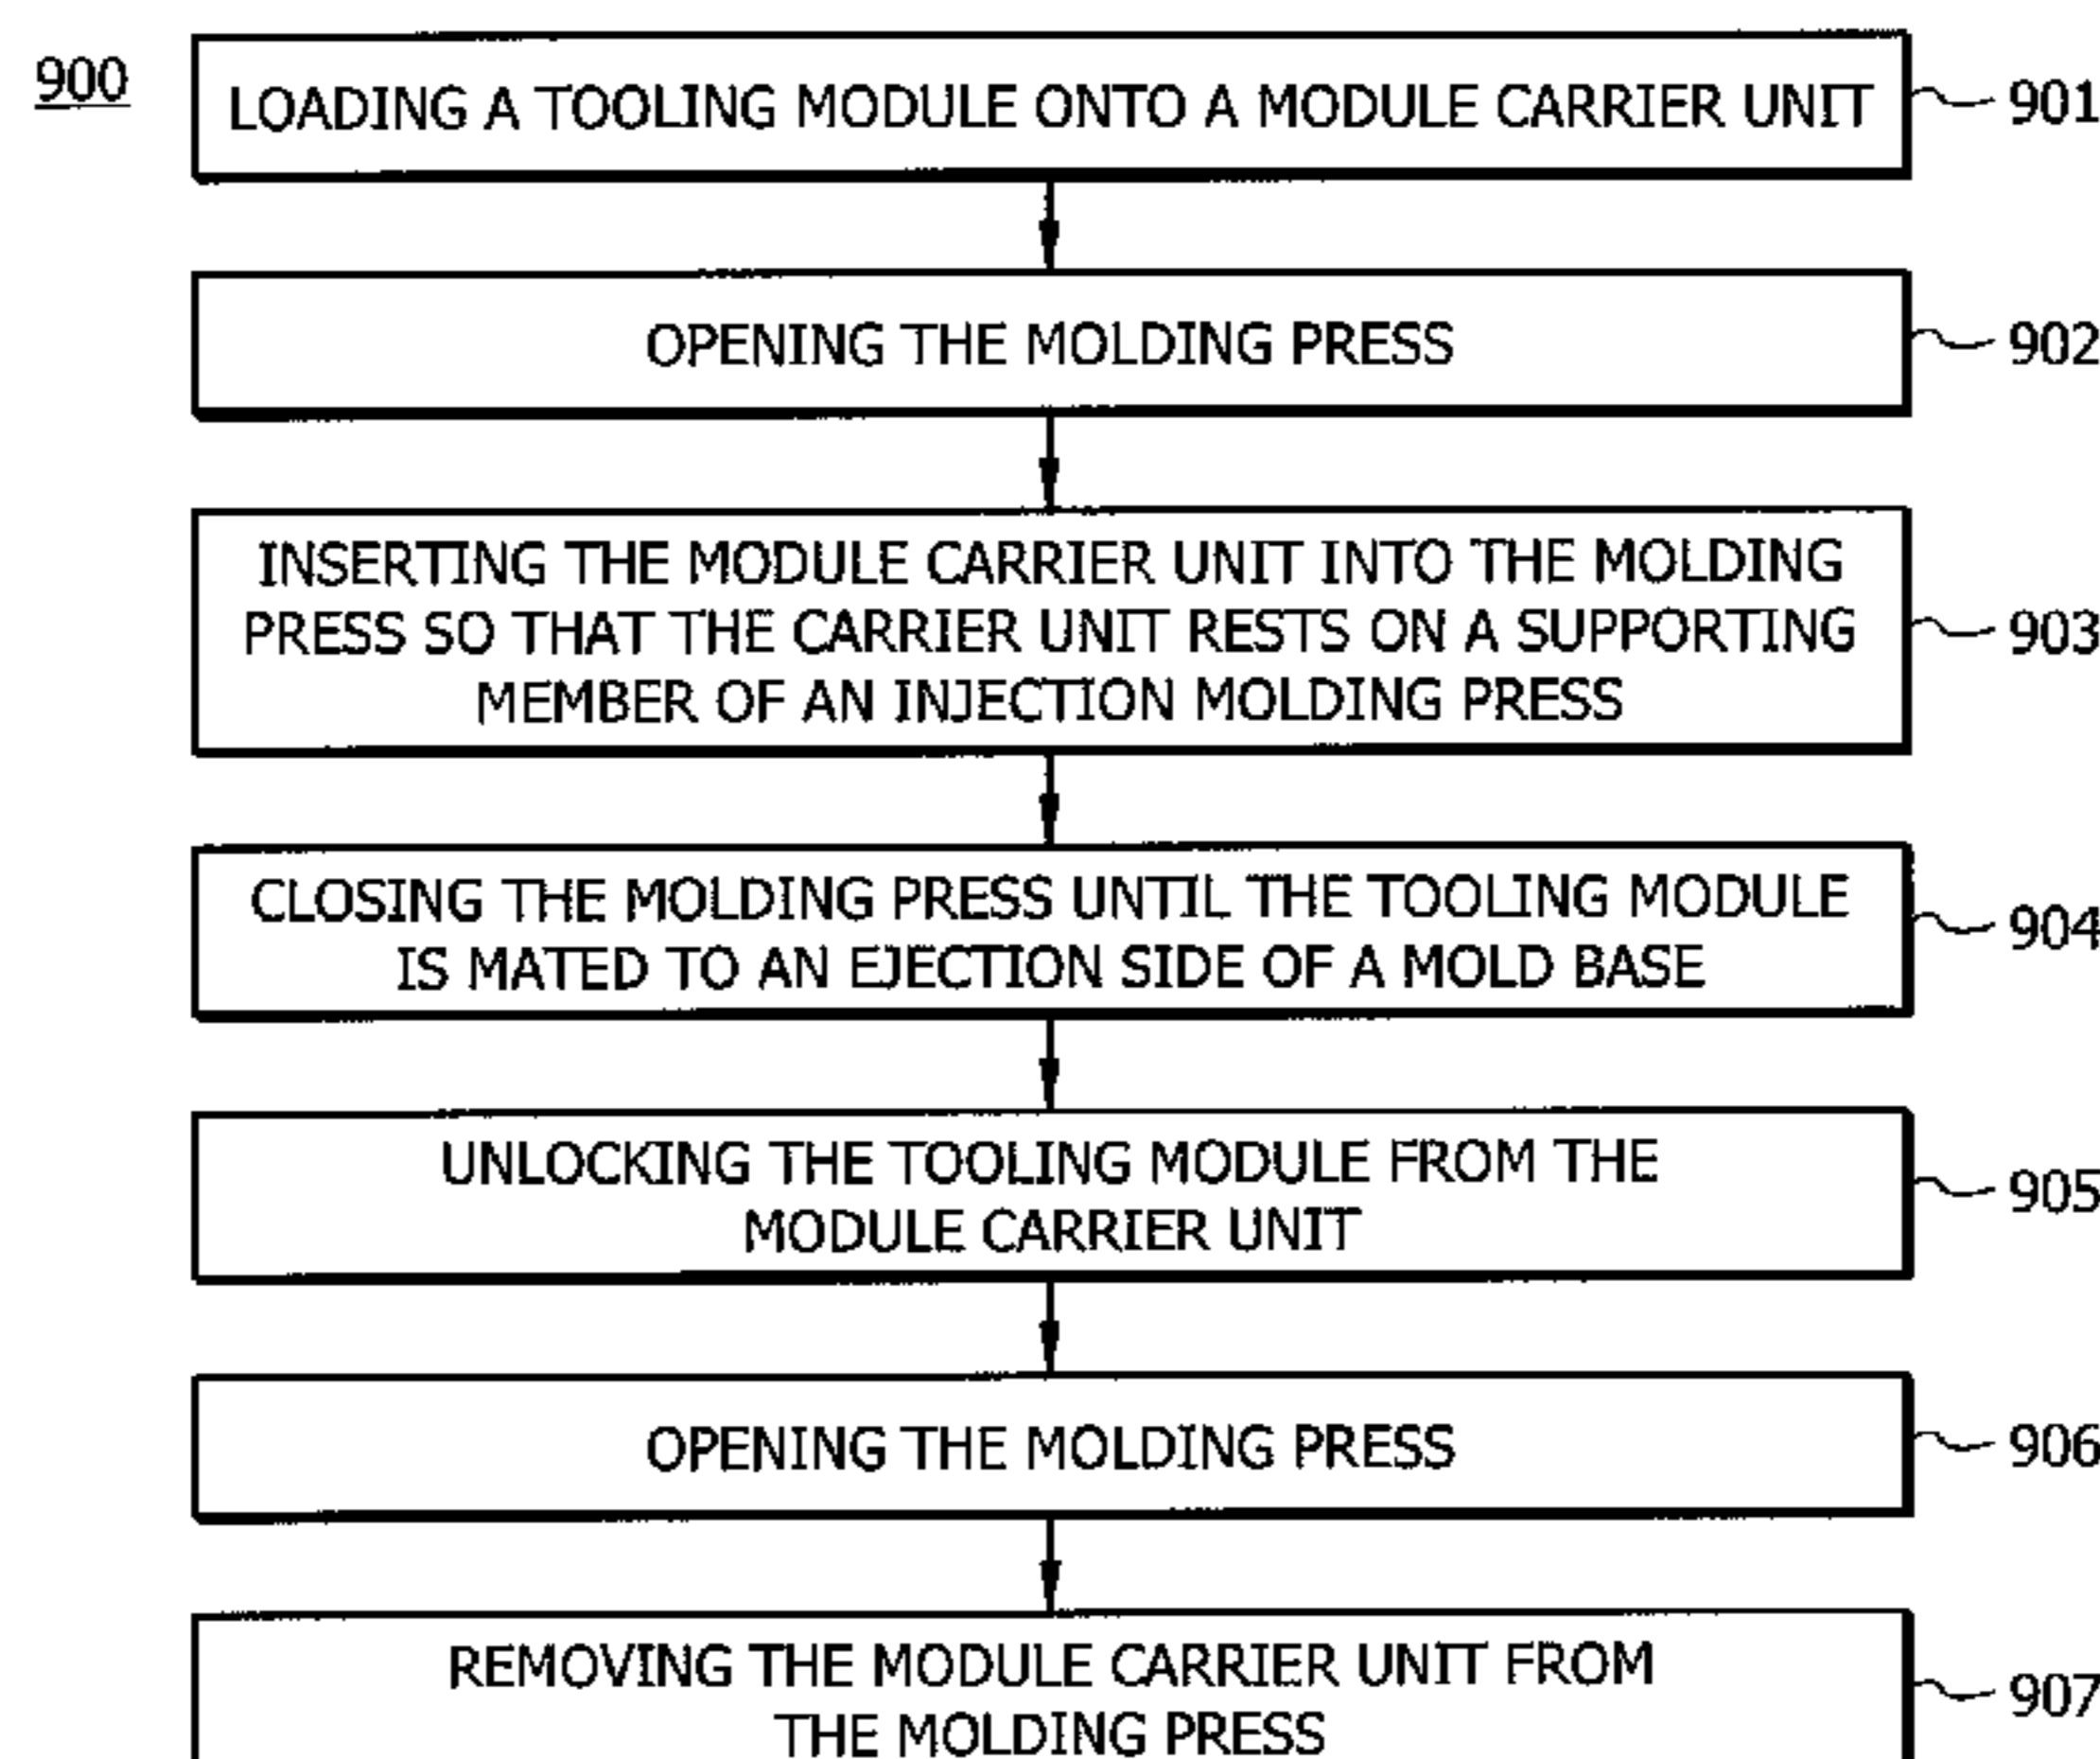 900
LOADING A TOOLING MODULE ONTO A MODULE CARRIER UNIT
901
OPENING THE MOLDING PRESS
902
INSERTING THE MODULE CARRIER UNIT INTO THE MOLDING
PRESS SO THAT THE CARRIER UNIT RESTS ON A SUPPORTING
MEMBER OF AN INJECTION MOLDING PRESS
903
CLOSING THE MOLDING PRESS UNTIL THE TOOLING MODULE
IS MATED TO AN EJECTION SIDE OF A MOLD BASE
904
UNLOCKING THE TOOLING MODULE FROM THE
MODULE CARRIER UNIT
905
OPENING THE MOLDING PRESS
906
REMOVING THE MODULE CARRIER UNIT FROM
THE MOLDING PRESS
907